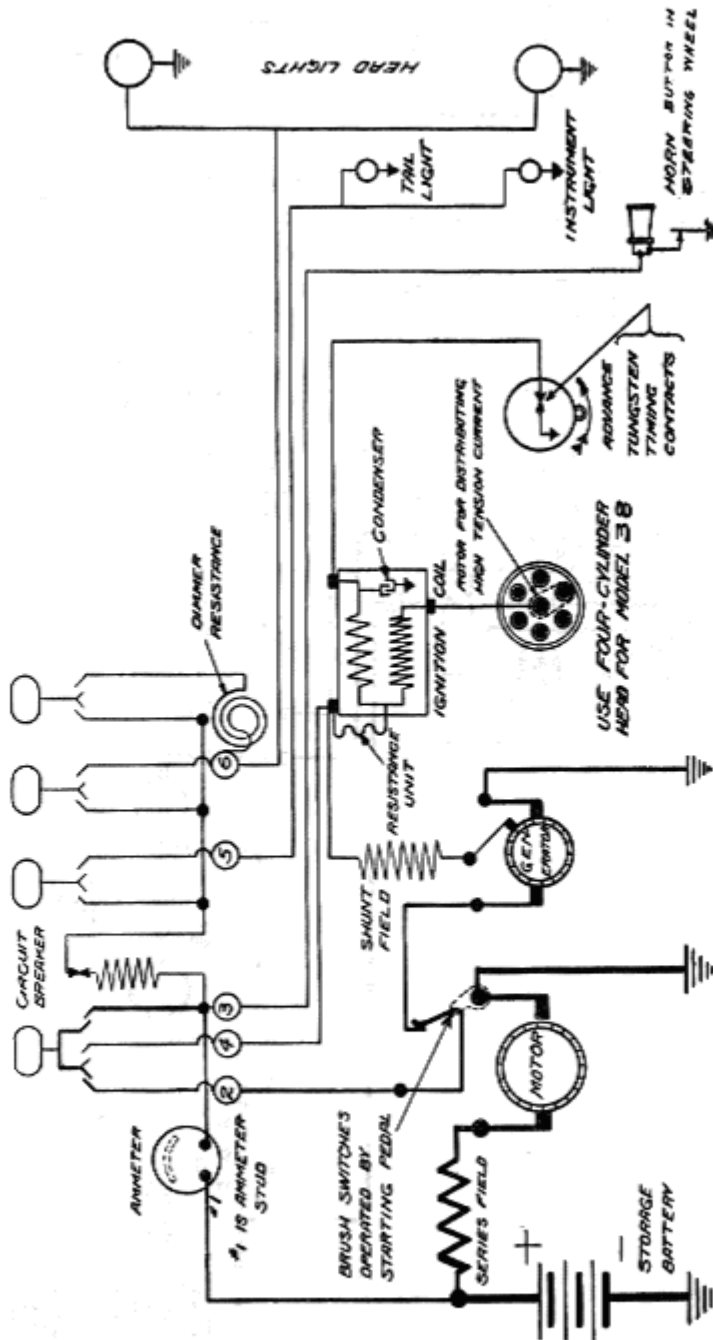 HEAD LIGHTS
TAIL
LIGHT
INSTRUMENT
LIGHT
HORN BUTTON IN
STEERING WHEEL
DIMMER
RESISTANCE
CONDENSER
IGNITION COIL
RESISTANCE
UNIT
ROTOR FOR DISTRIBUTING
HIGH TENSION CURRENT
ADVANCE
TUNGSTEN
TIMING
CONTACTS
USE FOUR-CYLINDER
HEAD FOR MODEL 38
CIRCUIT
BREAKER
6
5
3
4
2
SHUNT
FIELD
GEN
ERATOR
AMMETER
#1
#1 IS AMMETER
STUD
BRUSH SWITCHES
OPERATED BY
STARTING PEDAL
MOTOR
SERIES FIELD
+
-
STORAGE
BATTERY